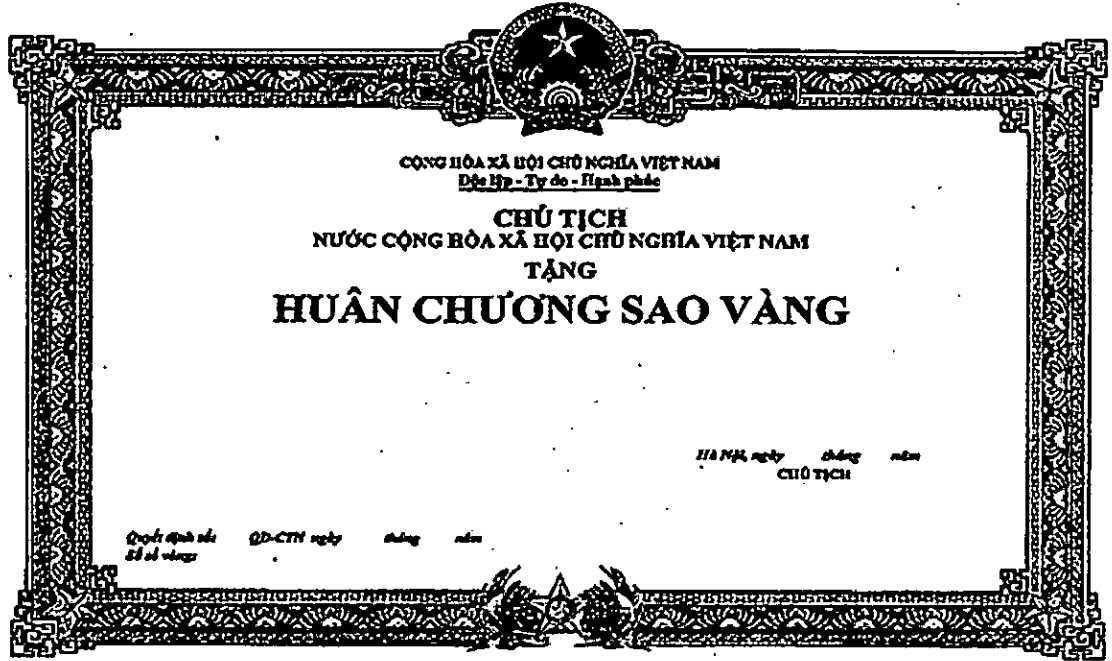 CỘNG HÒA XÃ HỘI CHỦ NGHĨA VIỆT NAM
Độc lập - Tự do - Hạnh phúc
CHỦ TỊCH
NƯỚC CỘNG HÒA XÃ HỘI CHỦ NGHĨA VIỆT NAM
TẶNG
HUÂN CHƯƠNG SAO VÀNG
Hà Nội, ngày tháng năm
CHỦ TỊCH
Quyết định số QD-CTN ngày tháng năm
Số sổ vàng: